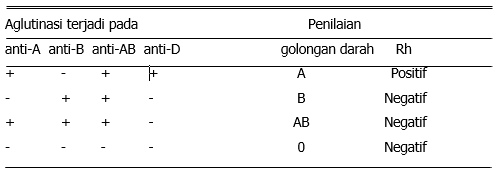 Aglutinasi terjadi pada Penilaian
anti-A anti-B anti-AB anti-D golongan darah Rh
+ - + + A Positif
- + + - B Negatif
+ + + - AB Negatif
- - - - 0 Negatif